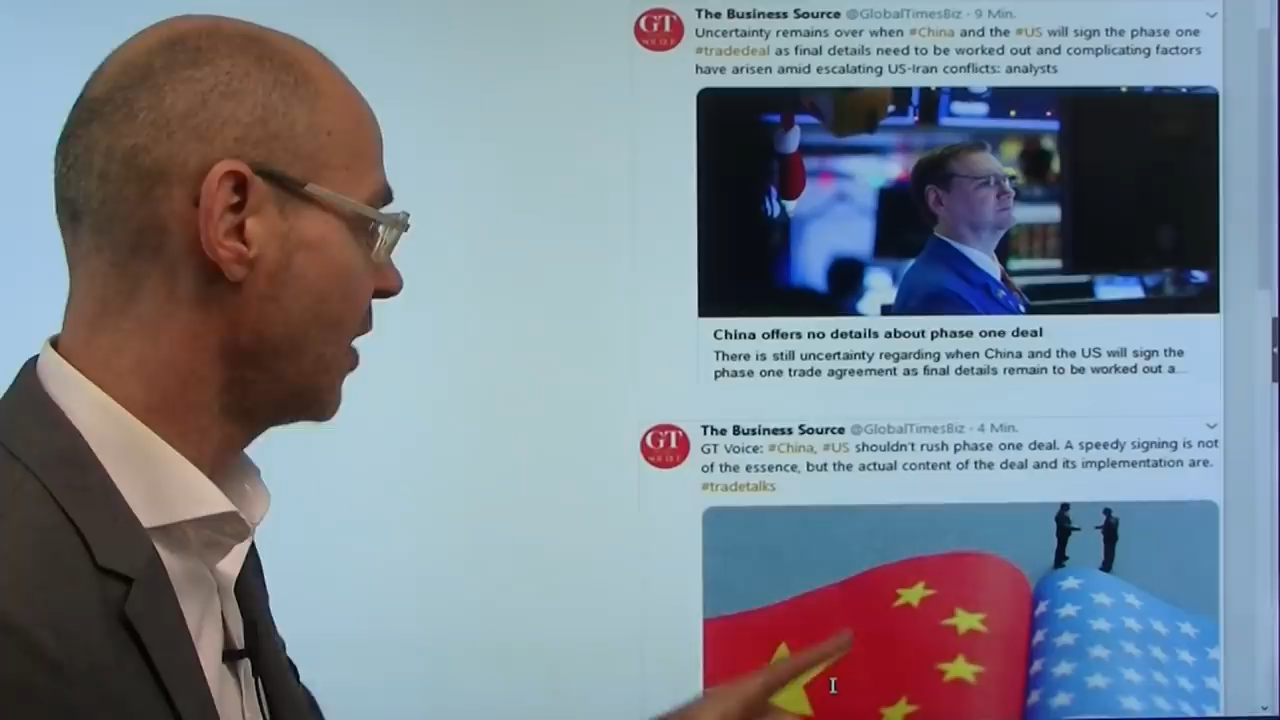 The Business Source @GlobalTimesBiz · 9 Min.
Uncertainty remains over when #China and the #US will sign the phase one
#tradedeal as final details need to be worked out and complicating factors
have arisen amid escalating US-Iran conflicts: analysts
GT
China offers no details about phase one deal
There is still uncertainty regarding when China and the US will sign the
phase one trade agreement as final details remain to be worked out a...
The Business Source @GlobalTimesBiz · 4 Min.
GT Voice: #China, #US shouldn't rush phase one deal. A speedy signing is not
of the essence, but the actual content of the deal and its implementation are.
#tradetalks
GT